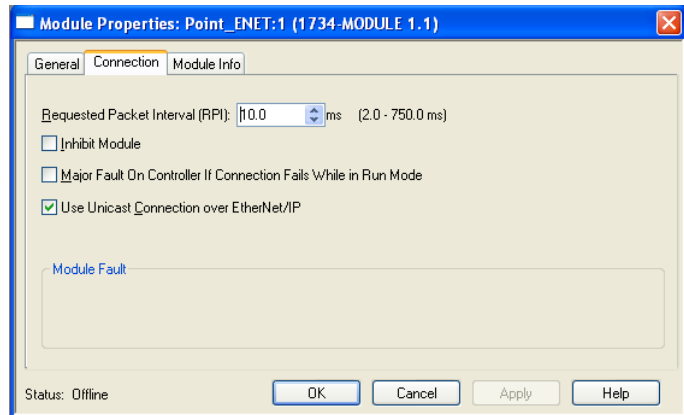 Module Properties: Point_ENET:1 (1734-MODULE 1.1)
General Connection Module Info
Requested Packet Interval (RPI): 10.0 ms (2.0 - 750.0 ms)
Inhibit Module
Major Fault On Controller If Connection Fails While in Run Mode
Use Unicast Connection over EtherNet/IP
Module Fault
Status: Offline OK Cancel Apply Help